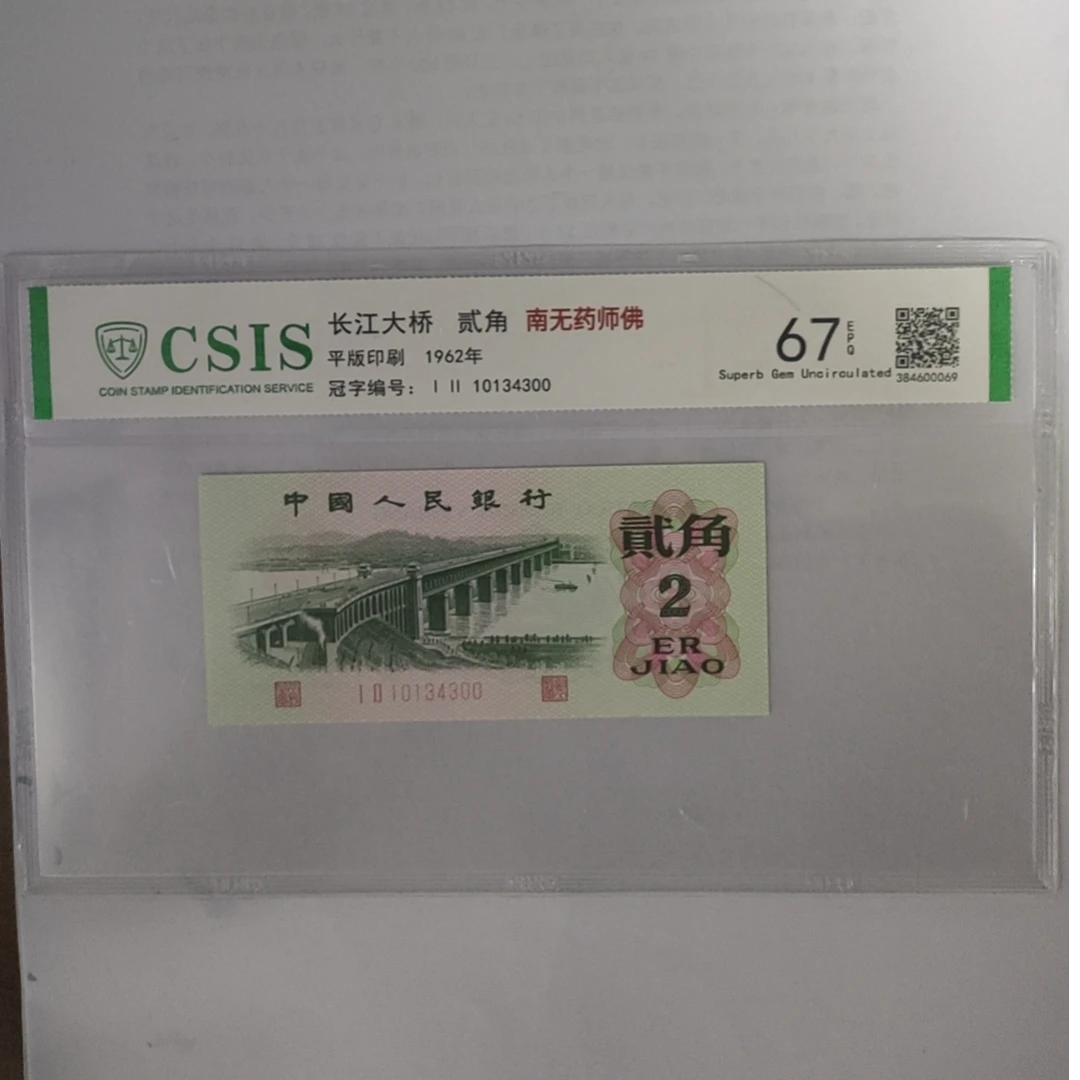 CSIS
COIN STAMP IDENTIFICATION SERVICE
长江大桥 贰角 南无药师佛
平版印刷 1962年
冠字编号: I II 10134300
67 EPQ
Superb Gem Uncirculated
384600069
中國人民銀行
貳角
2
ER
JIAO
I II 10134300